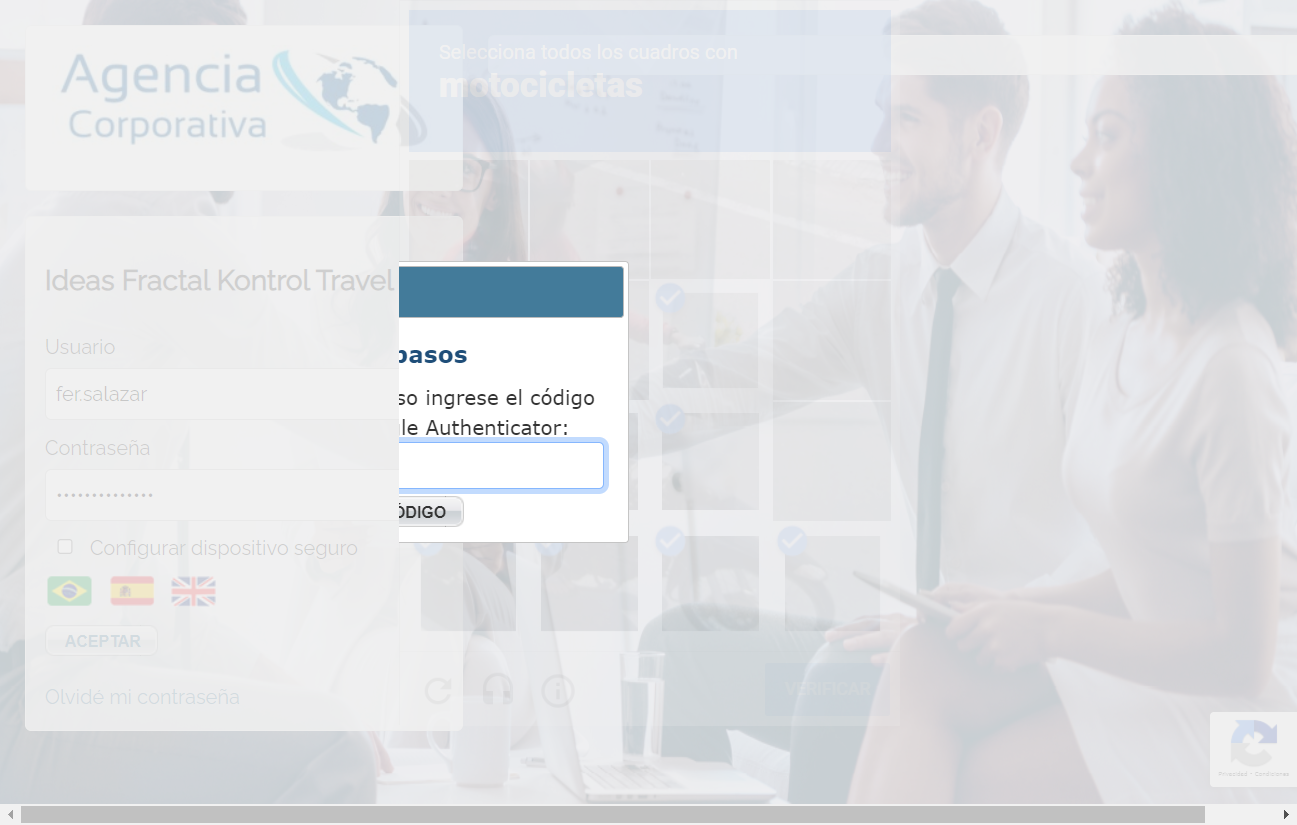 Agencia
Corporativa
Selecciona todos los cuadros con
motocicletas
Ideas Fractal Kontrol Travel
Usuario
fer.salazar
Contraseña
Configurar dispositivo seguro
ACEPTAR
Olvidé mi contraseña
pasos
so ingrese el código
le Authenticator:
ÓDIGO
VERIFICAR
Privacidad - Condiciones